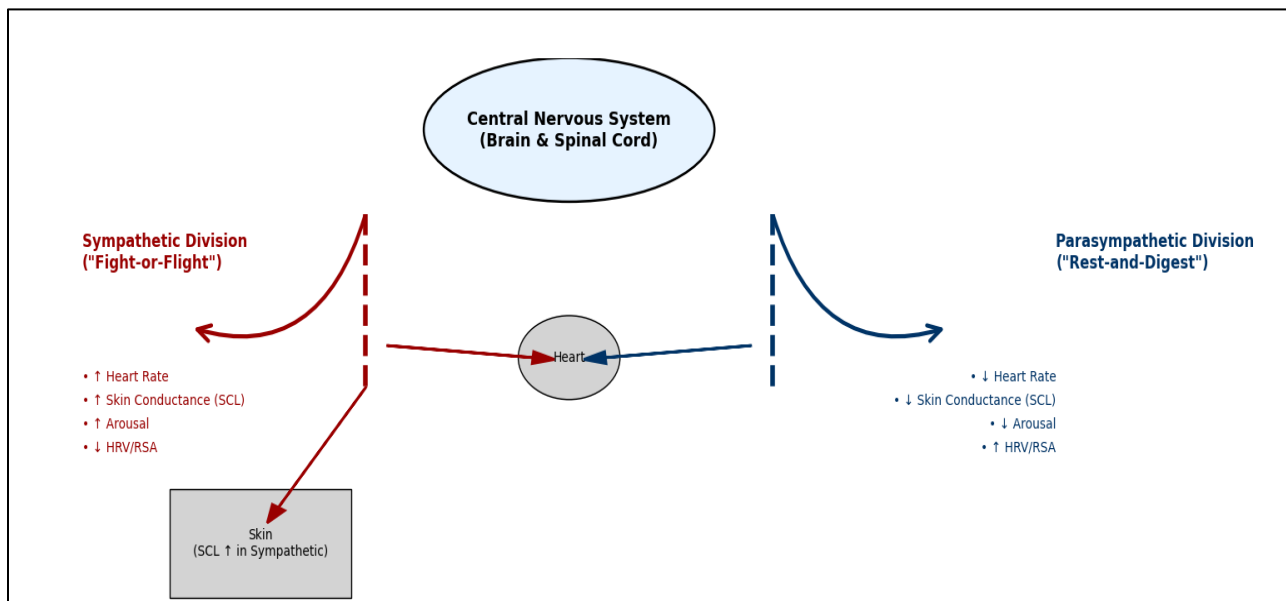 Central Nervous System
(Brain & Spinal Cord)
Sympathetic Division
("Fight-or-Flight")
Parasympathetic Division
("Rest-and-Digest")
Heart
• ↑ Heart Rate
• ↑ Skin Conductance (SCL)
• ↑ Arousal
• ↓ HRV/RSA
• ↓ Heart Rate
• ↓ Skin Conductance (SCL)
• ↓ Arousal
• ↑ HRV/RSA
Skin
(SCL ↑ in Sympathetic)